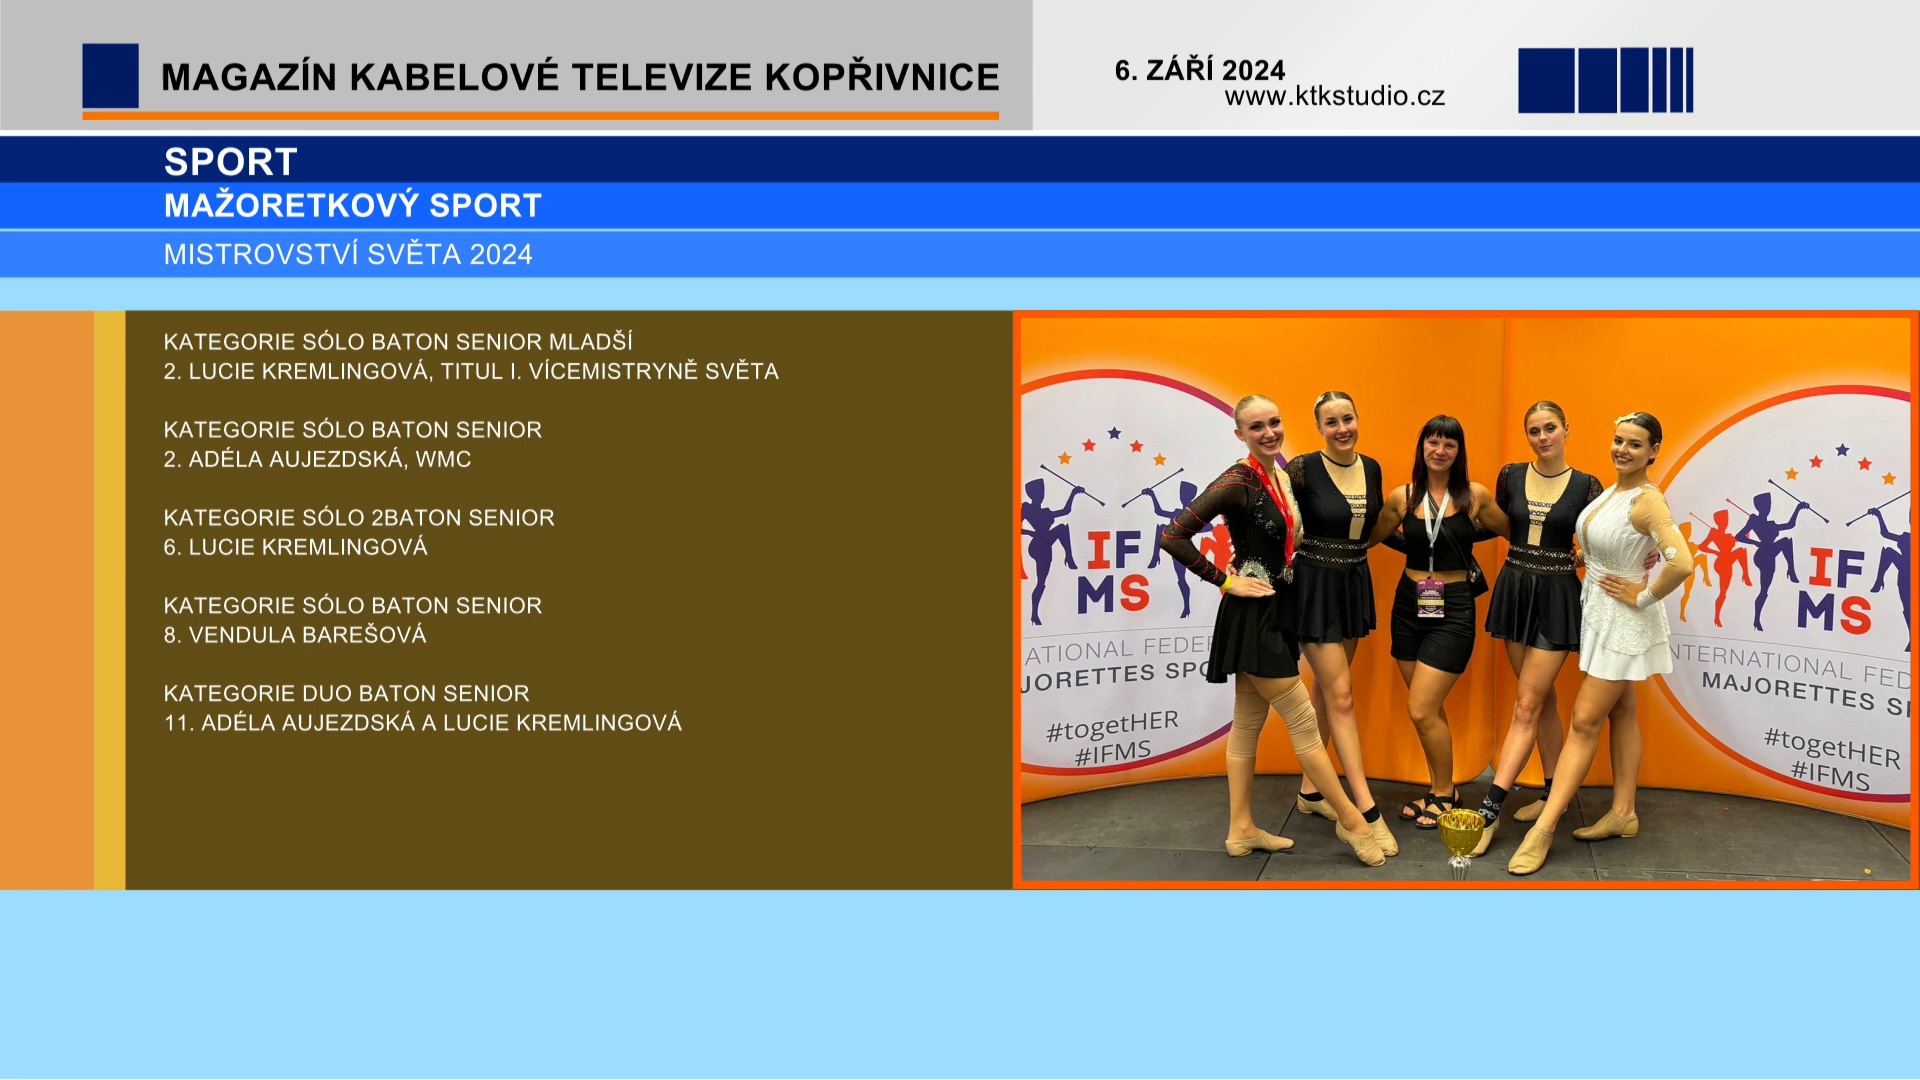 MAGAZÍN KABELOVÉ TELEVIZE KOPŘIVNICE
6. ZÁŘÍ 2024
www.ktkstudio.cz
SPORT
MAŽORETKOVÝ SPORT
MISTROVSTVÍ SVĚTA 2024
KATEGORIE SÓLO BATON SENIOR MLADŠÍ
2. LUCIE KREMLINGOVÁ, TITUL I. VÍCEMISTRYNĚ SVĚTA
KATEGORIE SÓLO BATON SENIOR
2. ADÉLA AUJEZDSKÁ, WMC
KATEGORIE SÓLO 2BATON SENIOR
6. LUCIE KREMLINGOVÁ
KATEGORIE SÓLO BATON SENIOR
8. VENDULA BAREŠOVÁ
KATEGORIE DUO BATON SENIOR
11. ADÉLA AUJEZDSKÁ A LUCIE KREMLINGOVÁ
IF
MS
ATIONAL FEDER
JORETTES SPO
#togetHER
#IFMS
IF
MS
NTERNATIONAL FED
MAJORETTES S
#togetHER
#IFMS